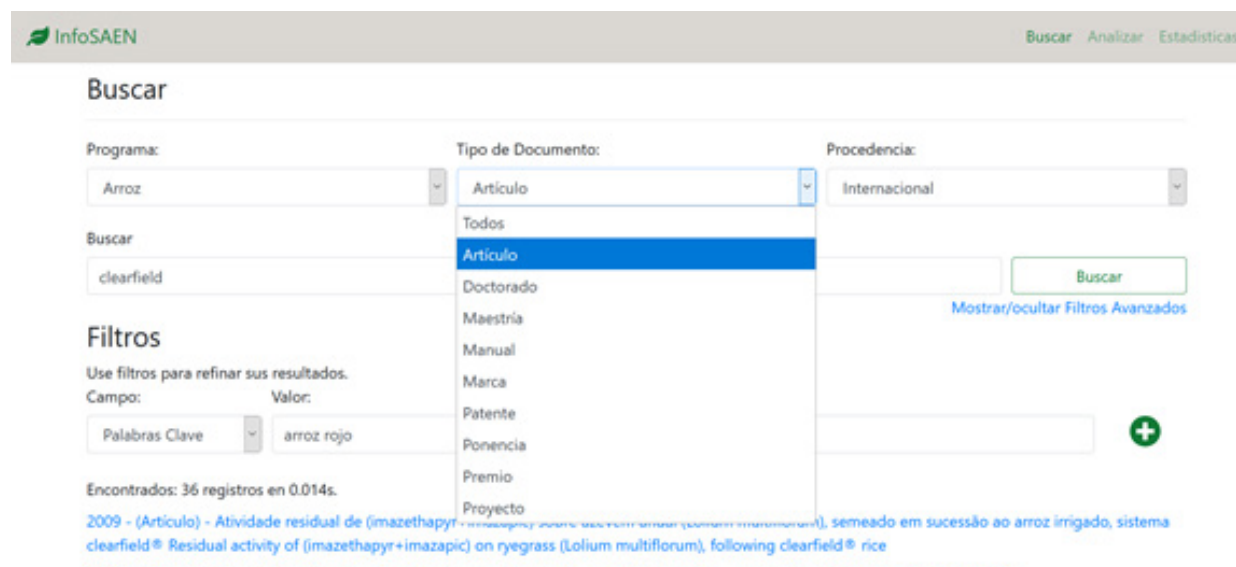 InfoSAEN
Buscar Analizar Estadísticas
Buscar
Programa: Tipo de Documento: Procedencia:
Arroz Artículo Internacional
Todos
Buscar
Artículo
clearfield Buscar
Doctorado
Mostrar/ocultar Filtros Avanzados
Maestría
Filtros
Manual
Use filtros para refinar sus resultados.
Marca
Campo: Valor:
Patente
Palabras Clave arroz rojo
Ponencia
Premio
Encontrados: 36 registros en 0.014s.
Proyecto
2009 - (Artículo) - Atividade residual de (imazethapyr+imazapic) sobre azevém anual (Lolium multiflorum), semeado em sucessão ao arroz irrigado, sistema
clearfield® Residual activity of (imazethapyr+imazapic) on ryegrass (Lolium multiflorum), following clearfield® rice